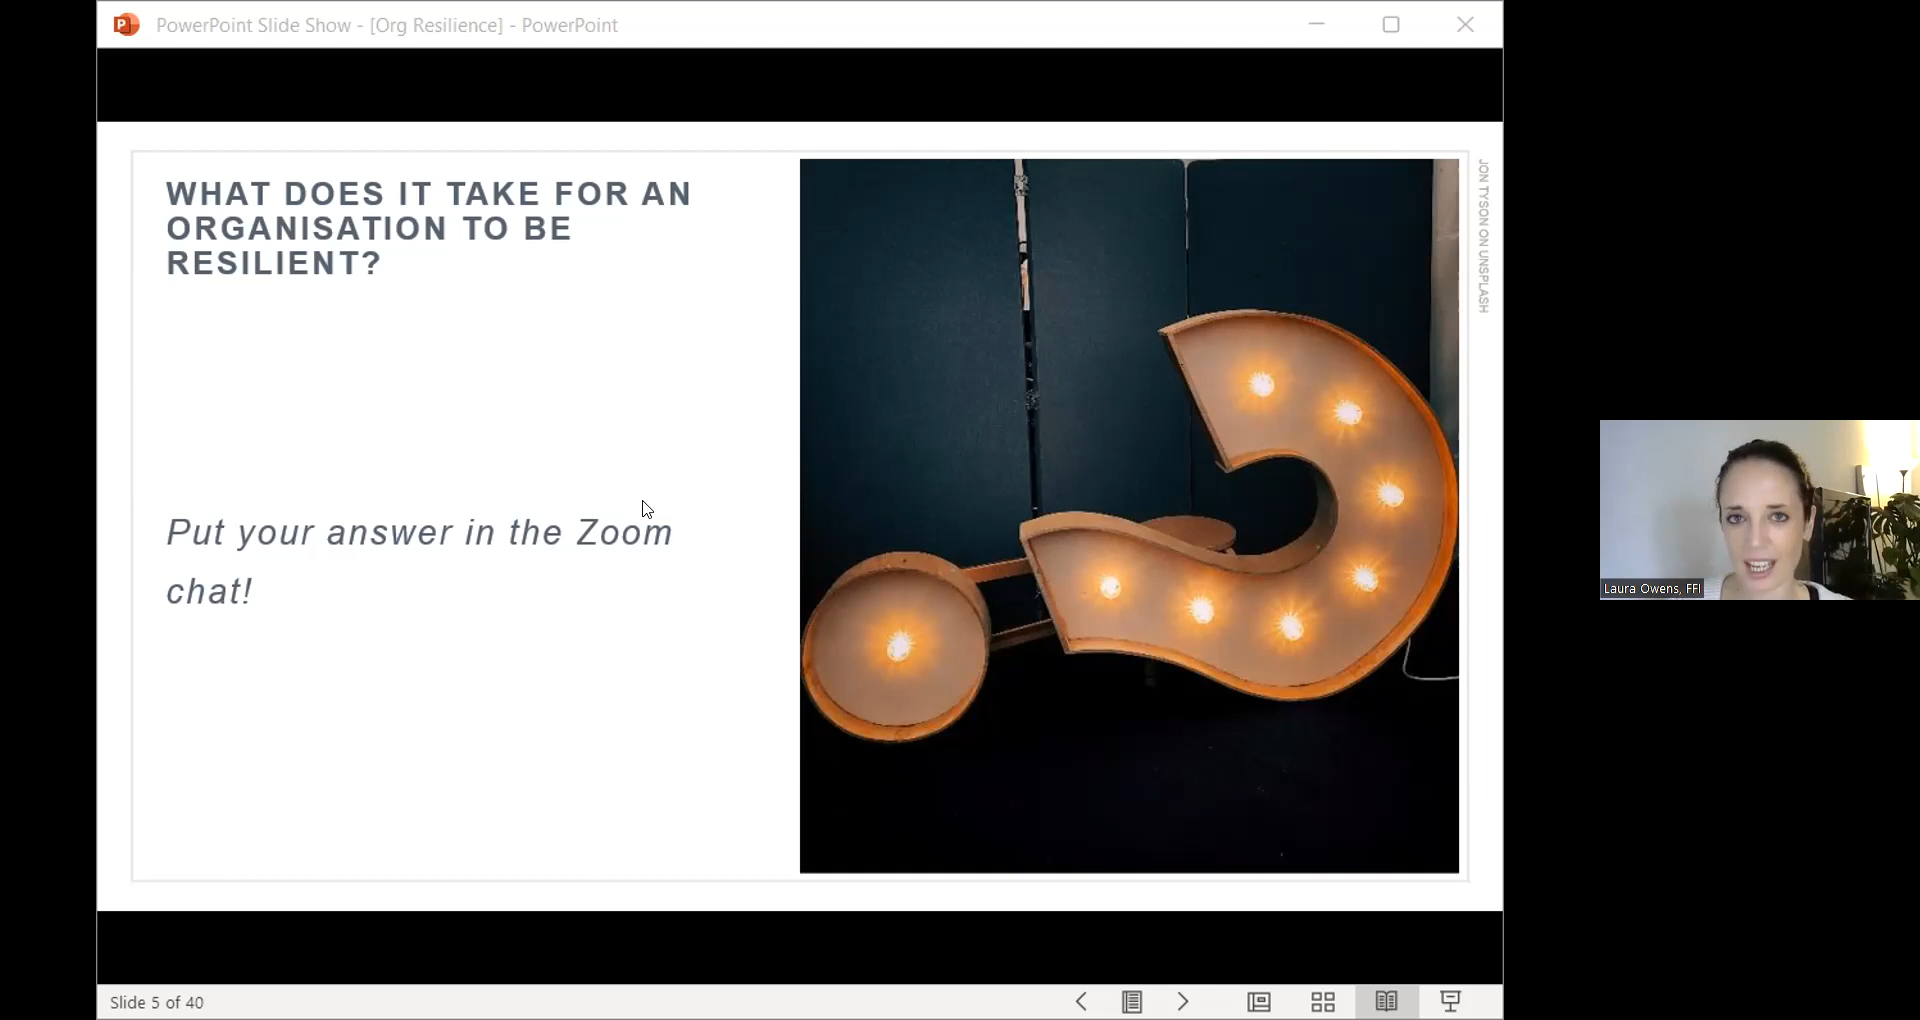 PowerPoint Slide Show - [Org Resilience] - PowerPoint
WHAT DOES IT TAKE FOR AN
ORGANISATION TO BE
RESILIENT?
Put your answer in the Zoom
chat!
JON TYSON ON UNSPLASH
Laura Owens, FFI
Slide 5 of 40